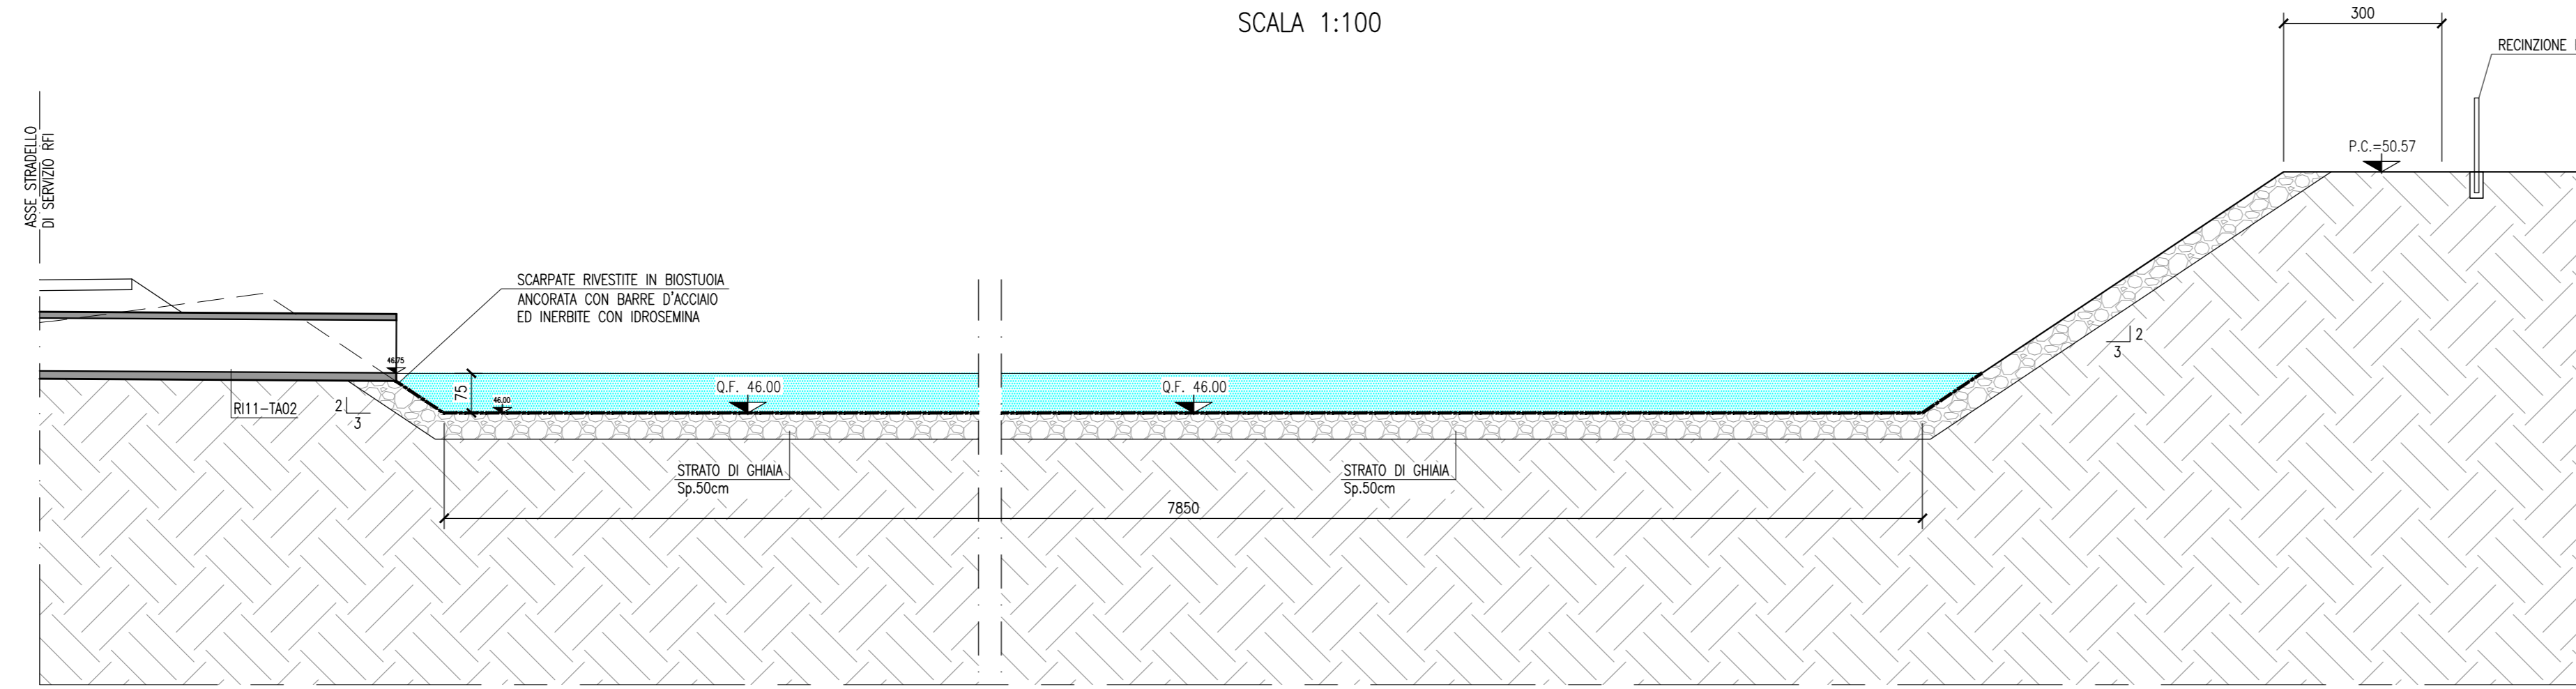 SCALA 1:100
300
RECINZIONE
ASSE STRADELLO
DI SERVIZIO RFI
P.C.=50.57
SCARPATE RIVESTITE IN BIOSTUOIA
ANCORATA CON BARRE D'ACCIAIO
ED INERBITE CON IDROSEMINA
2
3
46.75
75
Q.F. 46.00
Q.F. 46.00
46.00
RI11-TA02
2
3
STRATO DI GHIAIA
Sp.50cm
STRATO DI GHIAIA
Sp.50cm
7850